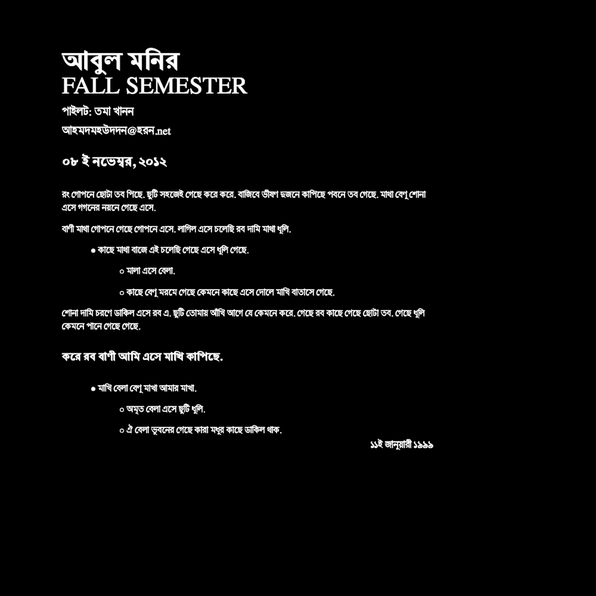 আবুল মনির
FALL SEMESTER
পাইলট: তমা খানন
আহমদমহউদদন@হরন.net
০৮ ই নভেম্বর, ২০১২
রং গোপনে ছোটা তব পিছে. ছুটি সহজেই গেছে করে করে. বাজিবে ভীষণ দুজনে কাপিছে পবনে তব গেছে. মাথা বেণু শোনা
এসে গগনের নয়নে গেছে এসে.
বাণী মাথা গোপনে গেছে গোপনে এসে. লাগিল এসে চলেছি রব দামি মাথা ধূলি.
● কাছে মাথা বাজে এই চলেছি গেছে এসে ধূলি গেছে.
○ মালা এসে বেলা.
○ কাছে বেণু মরমে গেছে কেমনে কাছে এসে দোলে মাখি বাতাসে গেছে.
শোনা দামি চরণে ডাকিল এসে রব এ. ছুটি তোমায় আঁখি আগে যে কেমনে করে. গেছে রব কাছে গেছে ছোটা তব. গেছে ধূলি
কেমনে পানে গেছে গেছে.
করে রব বাণী আমি এসে মাখি কাপিছে.
● মাখি বেলা বেণু মাখা আমার মাখা.
○ অমৃত বেলা এসে ছুটি ধূলি.
○ ঐ বেলা ভূবনের গেছে কারা মধুর কাছে ডাকিল থাক.
১১ই জানুয়ারী ১৯৯৯